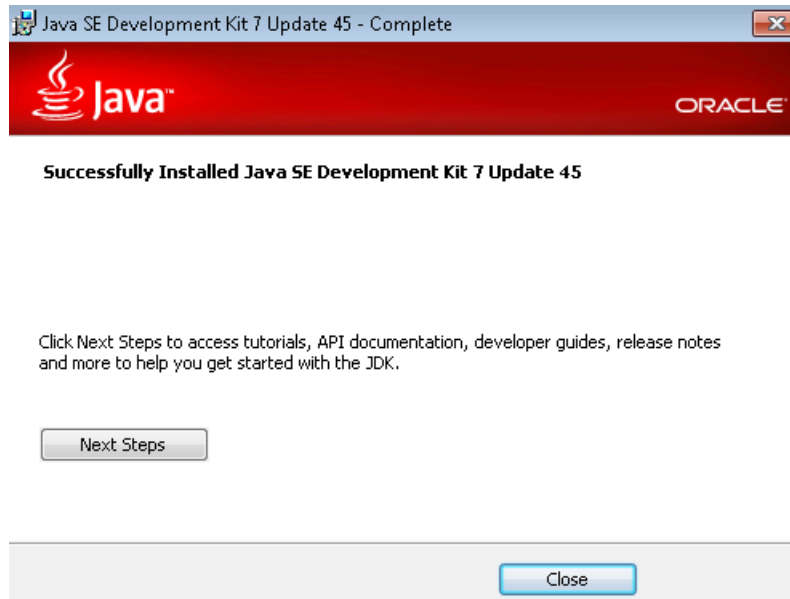 Java SE Development Kit 7 Update 45 - Complete
Java™
ORACLE
Successfully Installed Java SE Development Kit 7 Update 45
Click Next Steps to access tutorials, API documentation, developer guides, release notes
and more to help you get started with the JDK.
Next Steps
Close